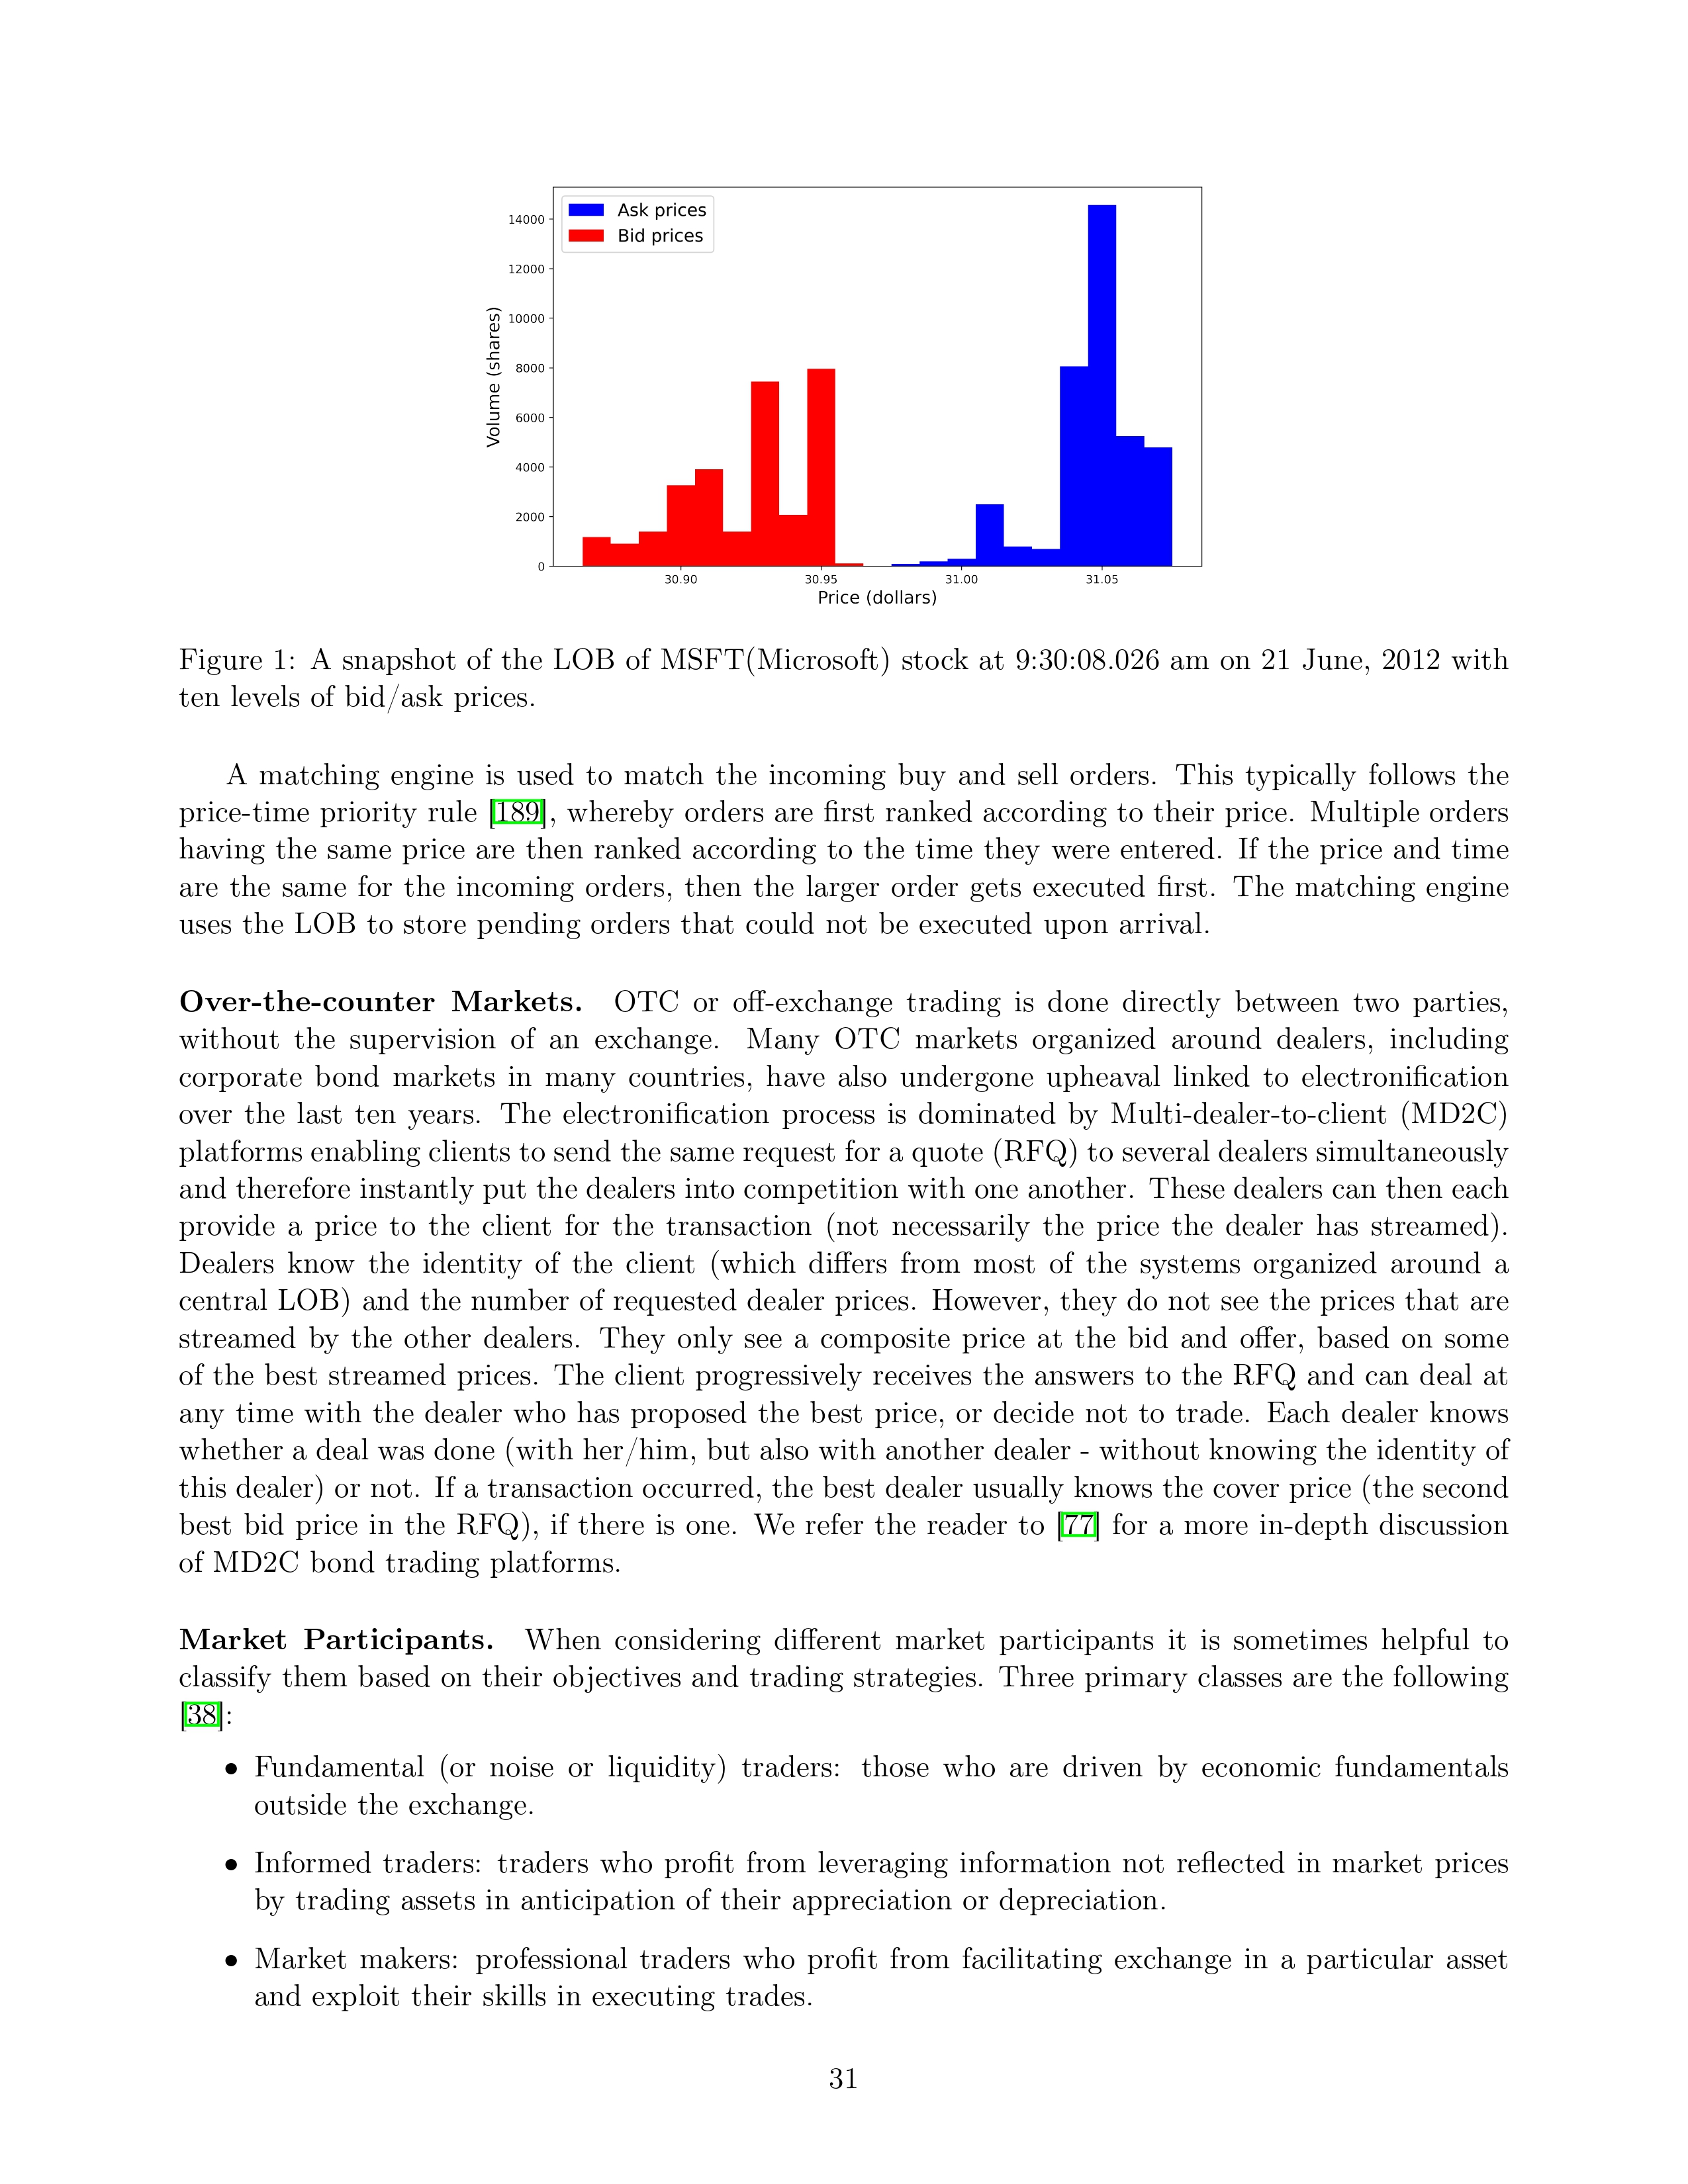 Ask prices
Bid prices
14000
12000
10000
8000
6000
4000
2000
0
Volume (shares)
30.90 30.95 31.00 31.05
Price (dollars)
Figure 1: A snapshot of the LOB of MSFT(Microsoft) stock at 9:30:08.026 am on 21 June, 2012 with
ten levels of bid/ask prices.
A matching engine is used to match the incoming buy and sell orders. This typically follows the
price-time priority rule [189], whereby orders are first ranked according to their price. Multiple orders
having the same price are then ranked according to the time they were entered. If the price and time
are the same for the incoming orders, then the larger order gets executed first. The matching engine
uses the LOB to store pending orders that could not be executed upon arrival.
Over-the-counter Markets. OTC or off-exchange trading is done directly between two parties,
without the supervision of an exchange. Many OTC markets organized around dealers, including
corporate bond markets in many countries, have also undergone upheaval linked to electronification
over the last ten years. The electronification process is dominated by Multi-dealer-to-client (MD2C)
platforms enabling clients to send the same request for a quote (RFQ) to several dealers simultaneously
and therefore instantly put the dealers into competition with one another. These dealers can then each
provide a price to the client for the transaction (not necessarily the price the dealer has streamed).
Dealers know the identity of the client (which differs from most of the systems organized around a
central LOB) and the number of requested dealer prices. However, they do not see the prices that are
streamed by the other dealers. They only see a composite price at the bid and offer, based on some
of the best streamed prices. The client progressively receives the answers to the RFQ and can deal at
any time with the dealer who has proposed the best price, or decide not to trade. Each dealer knows
whether a deal was done (with her/him, but also with another dealer - without knowing the identity of
this dealer) or not. If a transaction occurred, the best dealer usually knows the cover price (the second
best bid price in the RFQ), if there is one. We refer the reader to [77] for a more in-depth discussion
of MD2C bond trading platforms.
Market Participants. When considering different market participants it is sometimes helpful to
classify them based on their objectives and trading strategies. Three primary classes are the following
[38]:
• Fundamental (or noise or liquidity) traders: those who are driven by economic fundamentals
outside the exchange.
• Informed traders: traders who profit from leveraging information not reflected in market prices
by trading assets in anticipation of their appreciation or depreciation.
• Market makers: professional traders who profit from facilitating exchange in a particular asset
and exploit their skills in executing trades.
31